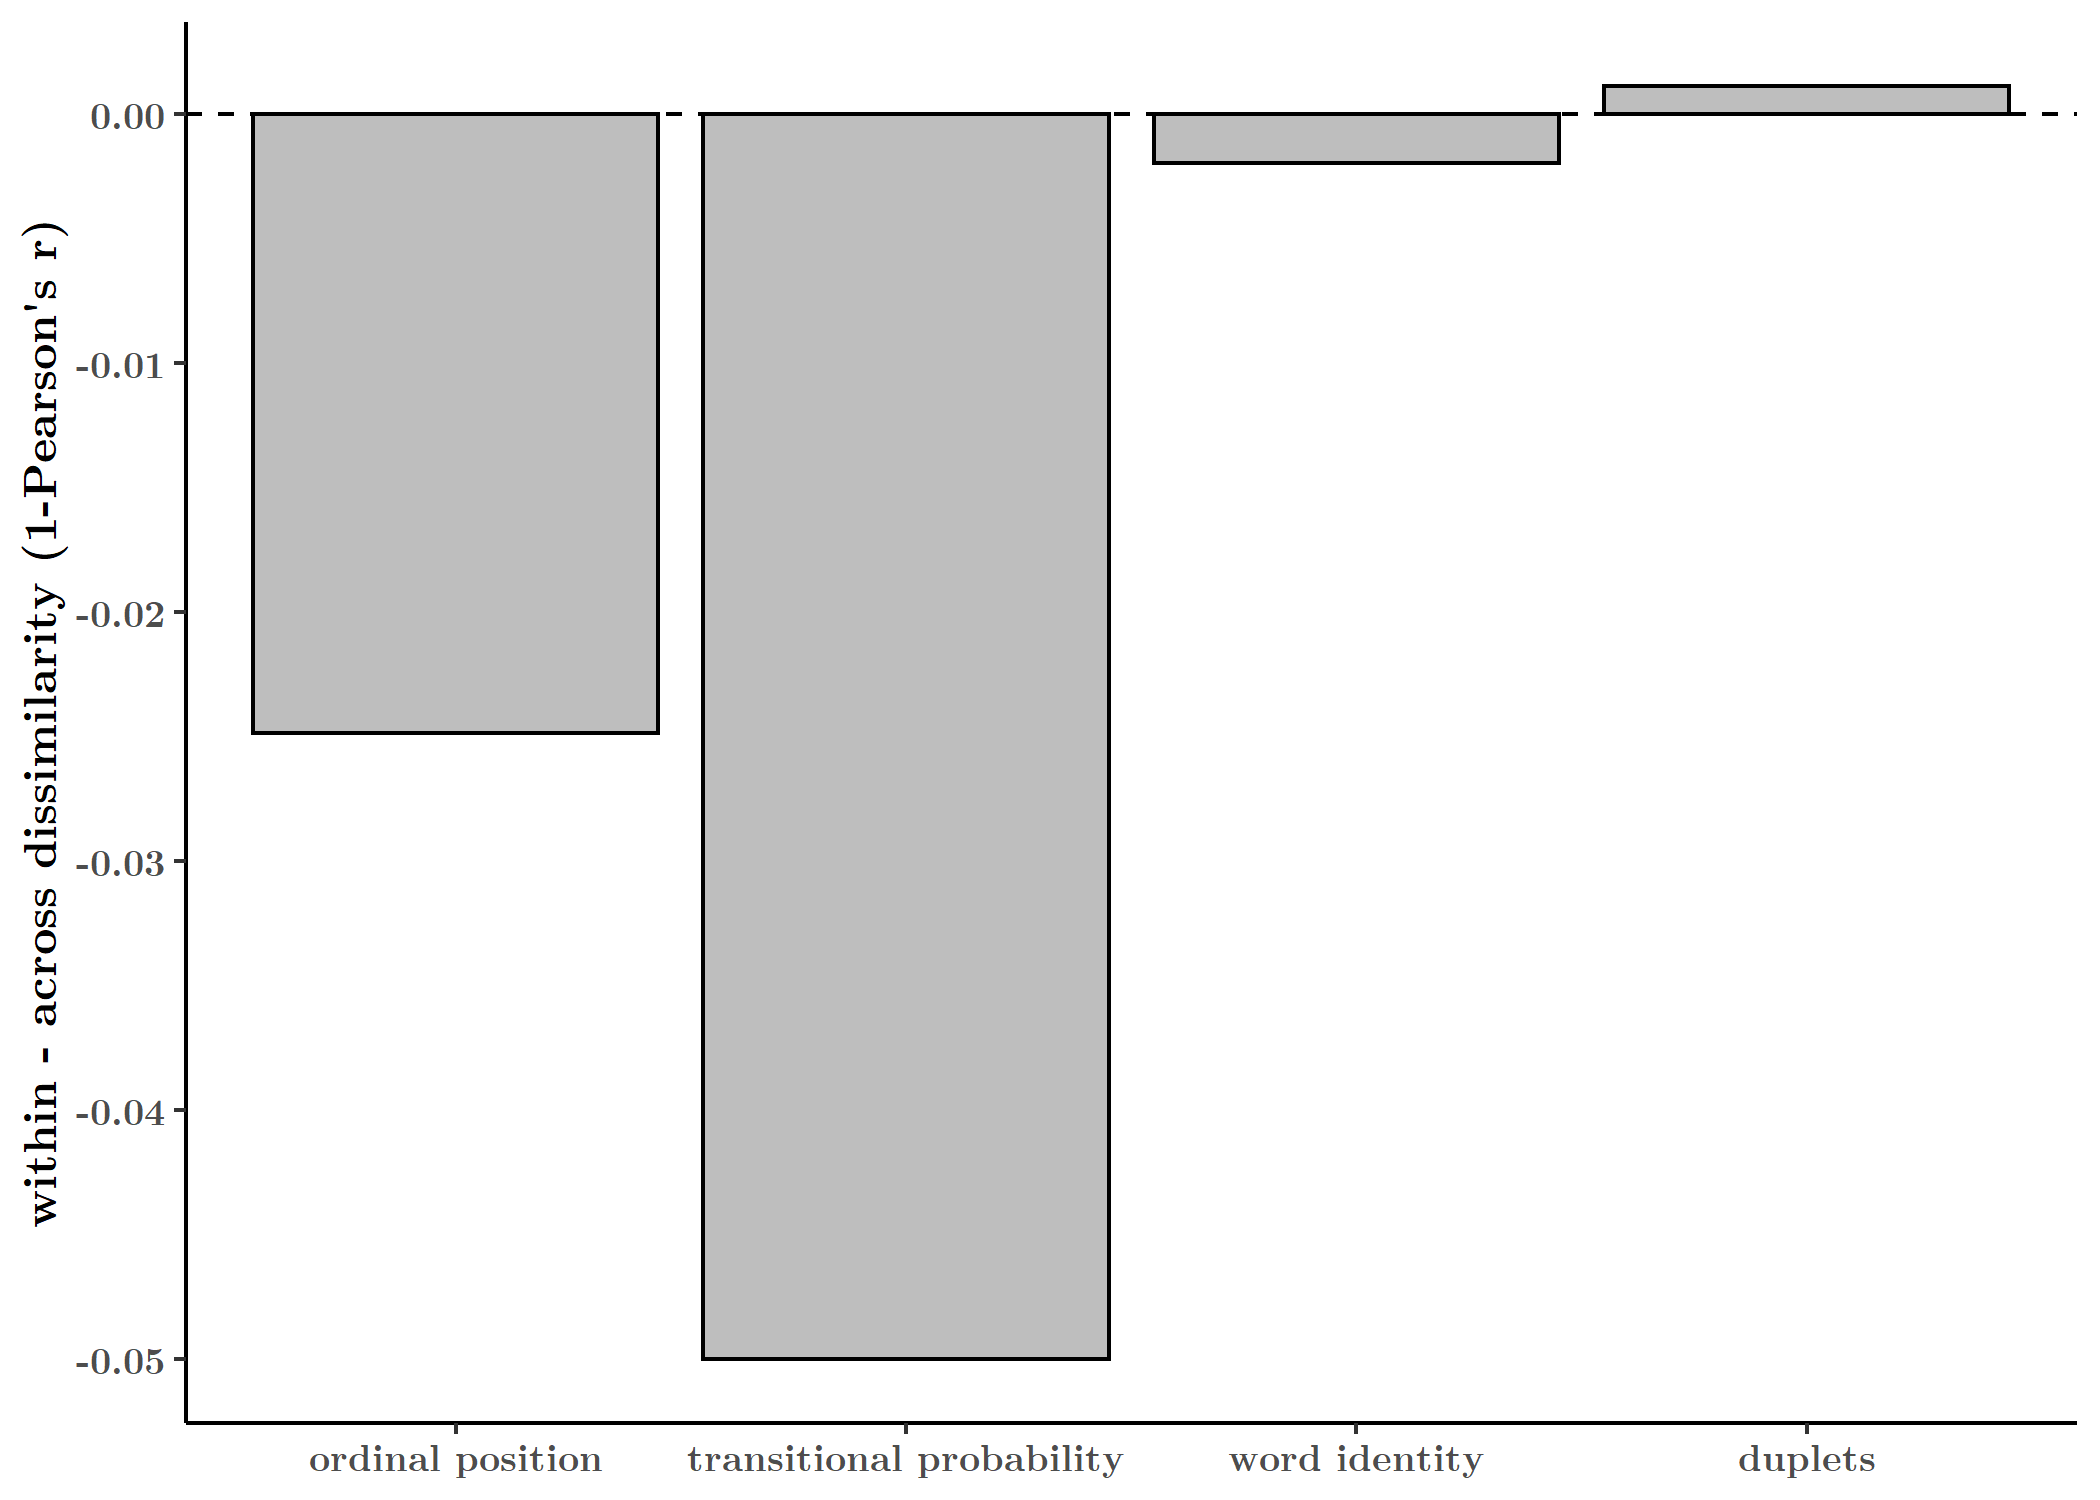 within - across dissimilarity (1-Pearson's r)
0.00
-0.01
-0.02
-0.03
-0.04
-0.05
ordinal position
transitional probability
word identity
duplets